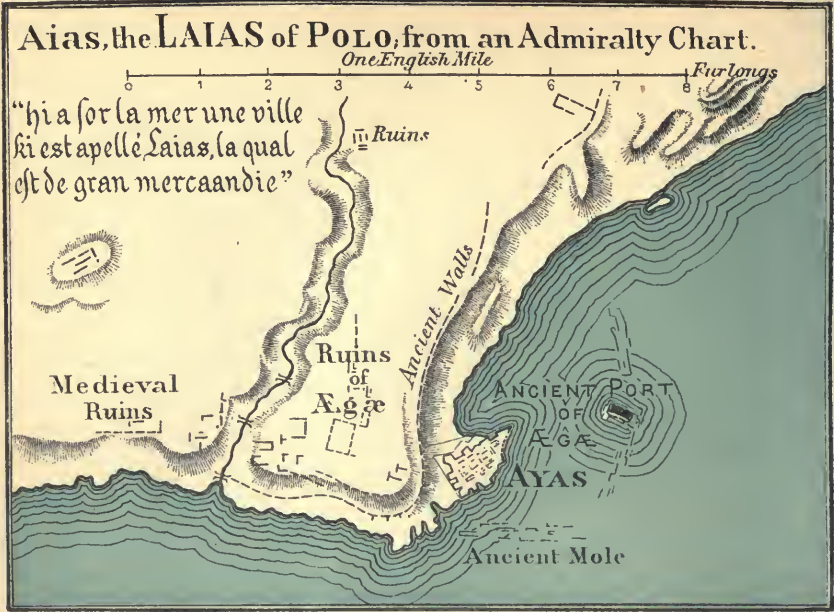 Aias, the LAIAS of POLO, from an Admiralty Chart.
One English Mile
0 1 2 3 4 5 6 7 8 Furlongs
"hi a sor la mer une ville
ki est apellé Laias, la qual
est de gran mercaandie"
Ruins
Ancient Walls
Ruins
of
Ægæ
Medieval
Ruins
ANCIENT PORT
OF
ÆGÆ
AYAS
Ancient Mole